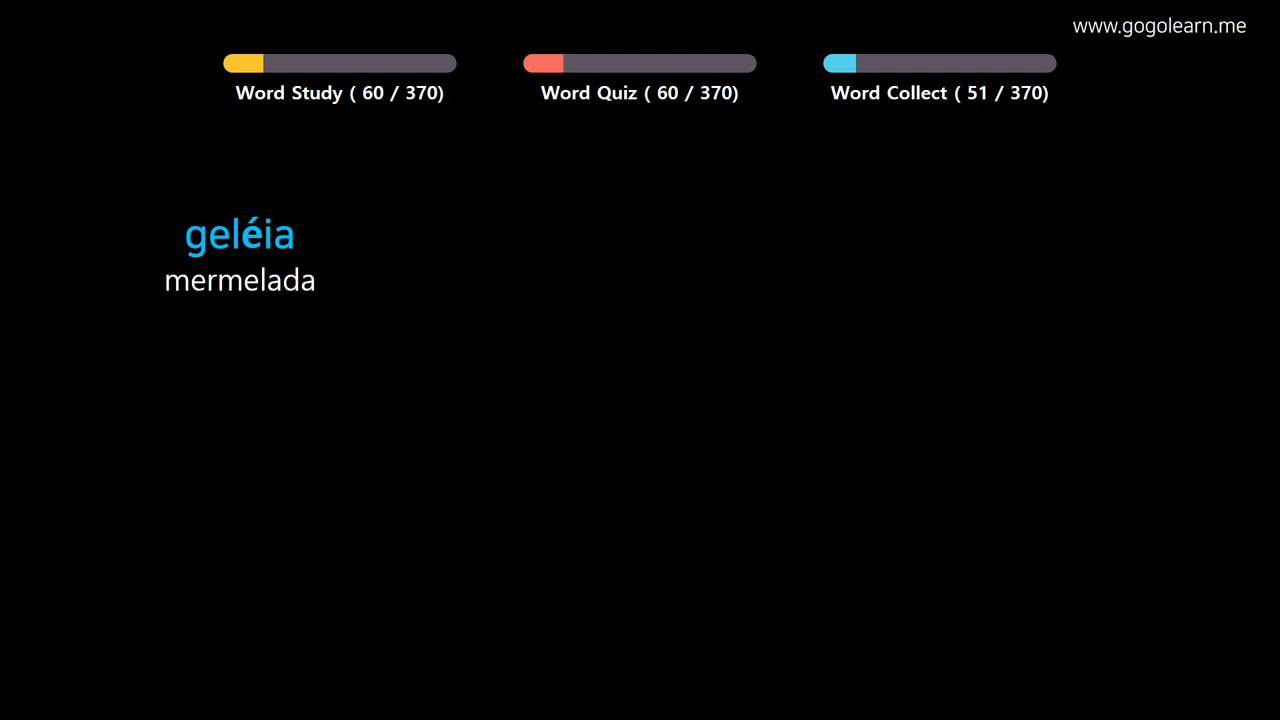 www.gogolearn.me
Word Study ( 60 / 370)
Word Quiz ( 60 / 370)
Word Collect ( 51 / 370)
geléia
mermelada